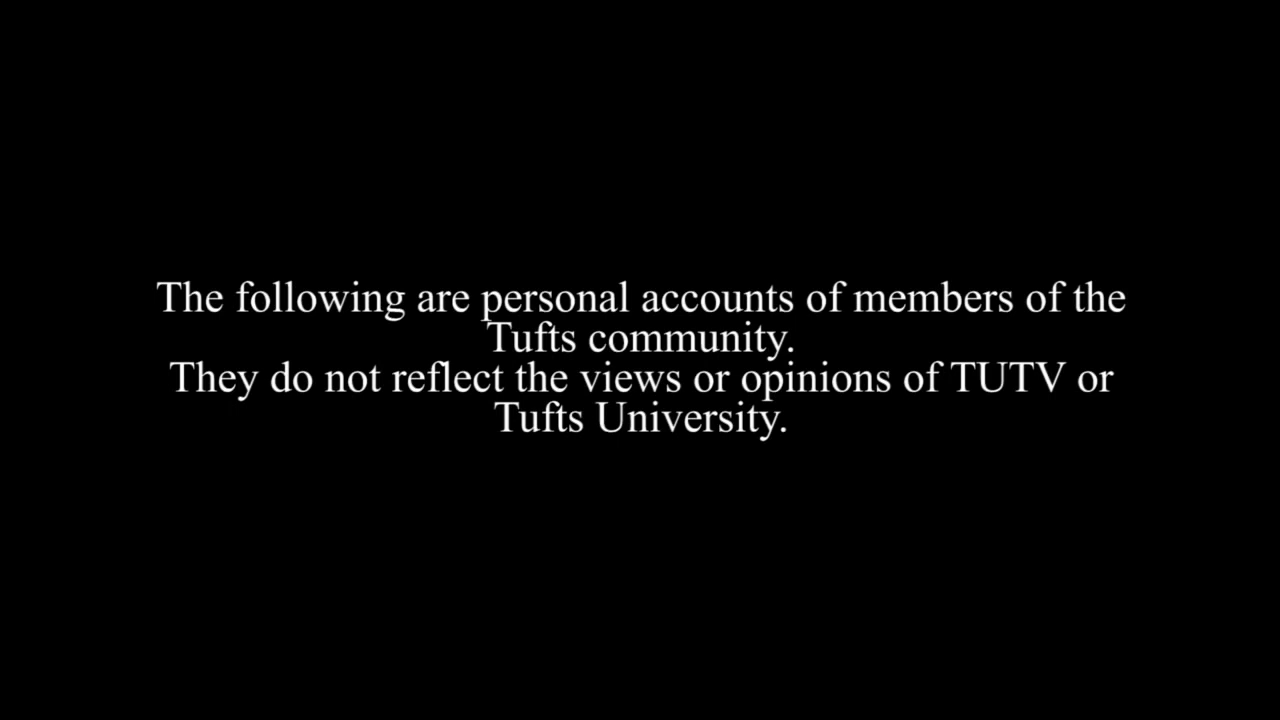 The following are personal accounts of members of the
Tufts community.
They do not reflect the views or opinions of TUTV or
Tufts University.